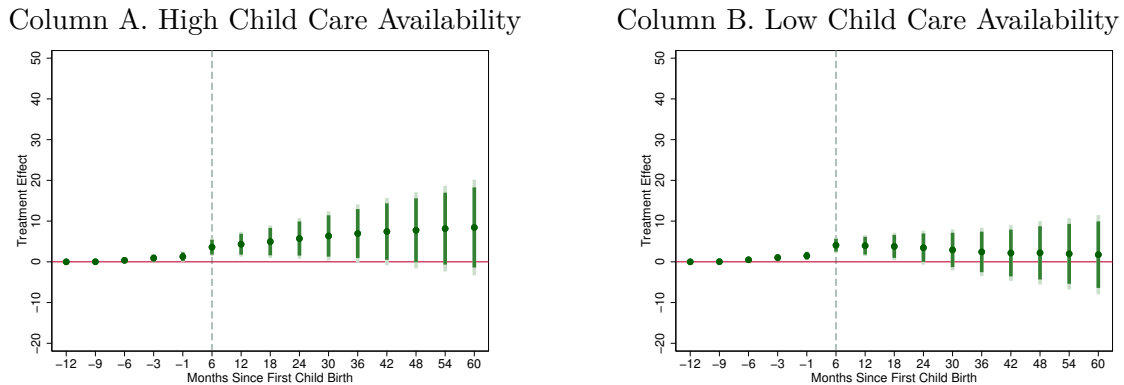 Column A. High Child Care Availability
Column B. Low Child Care Availability
Treatment Effect
50
40
30
20
10
0
−10
−20
−12 −9 −6 −3 −1 6 12 18 24 30 36 42 48 54 60
Months Since First Child Birth
Treatment Effect
50
40
30
20
10
0
−10
−20
−12 −9 −6 −3 −1 6 12 18 24 30 36 42 48 54 60
Months Since First Child Birth